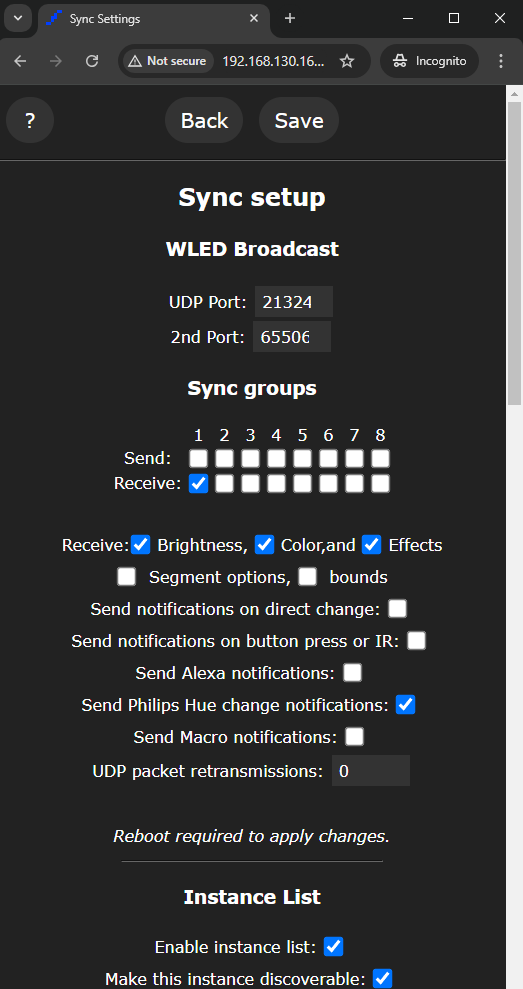 Sync Settings
Not secure 192.168.130.16... Incognito
? Back Save
Sync setup
WLED Broadcast
UDP Port: 21324
2nd Port: 65506
Sync groups
1 2 3 4 5 6 7 8
Send:
Receive:
Receive: Brightness, Color,and Effects
Segment options, bounds
Send notifications on direct change:
Send notifications on button press or IR:
Send Alexa notifications:
Send Philips Hue change notifications:
Send Macro notifications:
UDP packet retransmissions: 0
Reboot required to apply changes.
Instance List
Enable instance list:
Make this instance discoverable: